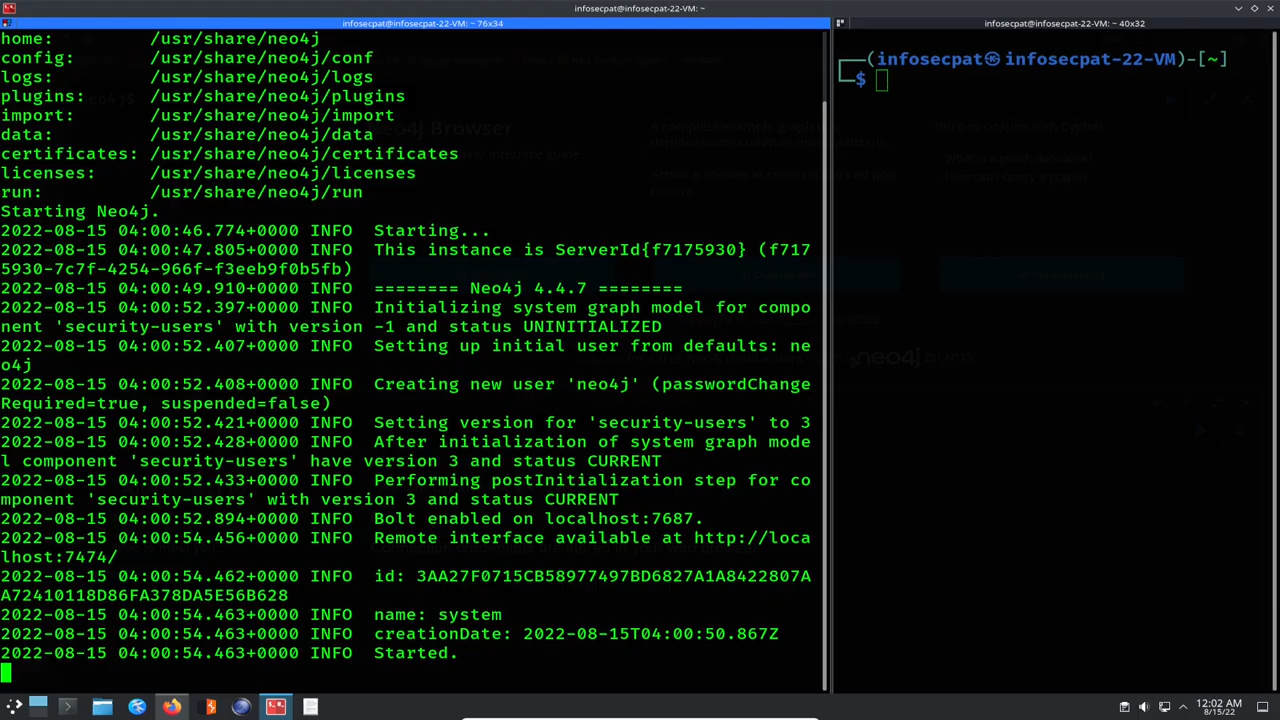 infosecpat@infosecpat-22-VM: ~
infosecpat@infosecpat-22-VM: ~ 76x34
home:         /usr/share/neo4j
config:       /usr/share/neo4j/conf
logs:         /usr/share/neo4j/logs
plugins:      /usr/share/neo4j/plugins
import:       /usr/share/neo4j/import
data:         /usr/share/neo4j/data
certificates: /usr/share/neo4j/certificates
licenses:     /usr/share/neo4j/licenses
run:          /usr/share/neo4j/run
Starting Neo4j.
2022-08-15 04:00:46.774+0000 INFO  Starting...
2022-08-15 04:00:47.805+0000 INFO  This instance is ServerId{f7175930} (f717
5930-7c7f-4254-966f-f3eeb9f0b5fb)
2022-08-15 04:00:49.910+0000 INFO  ======== Neo4j 4.4.7 ========
2022-08-15 04:00:52.397+0000 INFO  Initializing system graph model for compo
nent 'security-users' with version -1 and status UNINITIALIZED
2022-08-15 04:00:52.407+0000 INFO  Setting up initial user from defaults: ne
o4j
2022-08-15 04:00:52.408+0000 INFO  Creating new user 'neo4j' (passwordChange
Required=true, suspended=false)
2022-08-15 04:00:52.421+0000 INFO  Setting version for 'security-users' to 3
2022-08-15 04:00:52.428+0000 INFO  After initialization of system graph mode
l component 'security-users' have version 3 and status CURRENT
2022-08-15 04:00:52.433+0000 INFO  Performing postInitialization step for co
mponent 'security-users' with version 3 and status CURRENT
2022-08-15 04:00:52.894+0000 INFO  Bolt enabled on localhost:7687.
2022-08-15 04:00:54.456+0000 INFO  Remote interface available at http://loca
lhost:7474/
2022-08-15 04:00:54.462+0000 INFO  id: 3AA27F0715CB58977497BD6827A1A8422807A
A72410118D86FA378DA5E56B628
2022-08-15 04:00:54.463+0000 INFO  name: system
2022-08-15 04:00:54.463+0000 INFO  creationDate: 2022-08-15T04:00:50.867Z
2022-08-15 04:00:54.463+0000 INFO  Started.
infosecpat@infosecpat-22-VM: ~ 40x32
┌──(infosecpat㉿infosecpat-22-VM)-[~]
└─$
Neo4j Browser
neo4j
12:02 AM
8/15/22